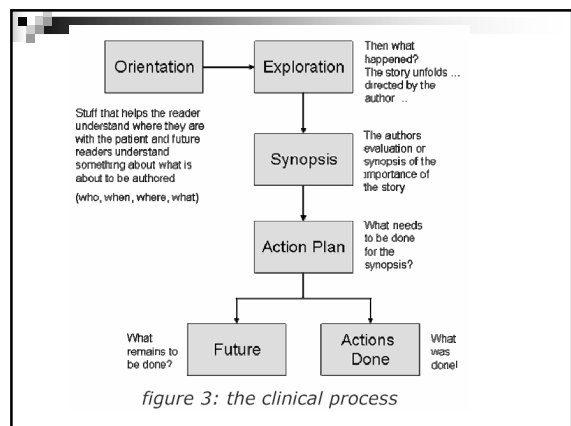 Orientation
Exploration
Then what
happened?
The story unfolds ...
directed by the
author ..
Stuff that helps the reader
understand where they are
with the patient and future
readers understand
something about what is
about to be authored
(who, when, where, what)
Synopsis
The authors
evaluation or
synopsis of the
importance of
the story
Action Plan
What needs
to be done
for the
synopsis?
What
remains to
be done?
Future
Actions
Done
What
was
done!
figure 3: the clinical process